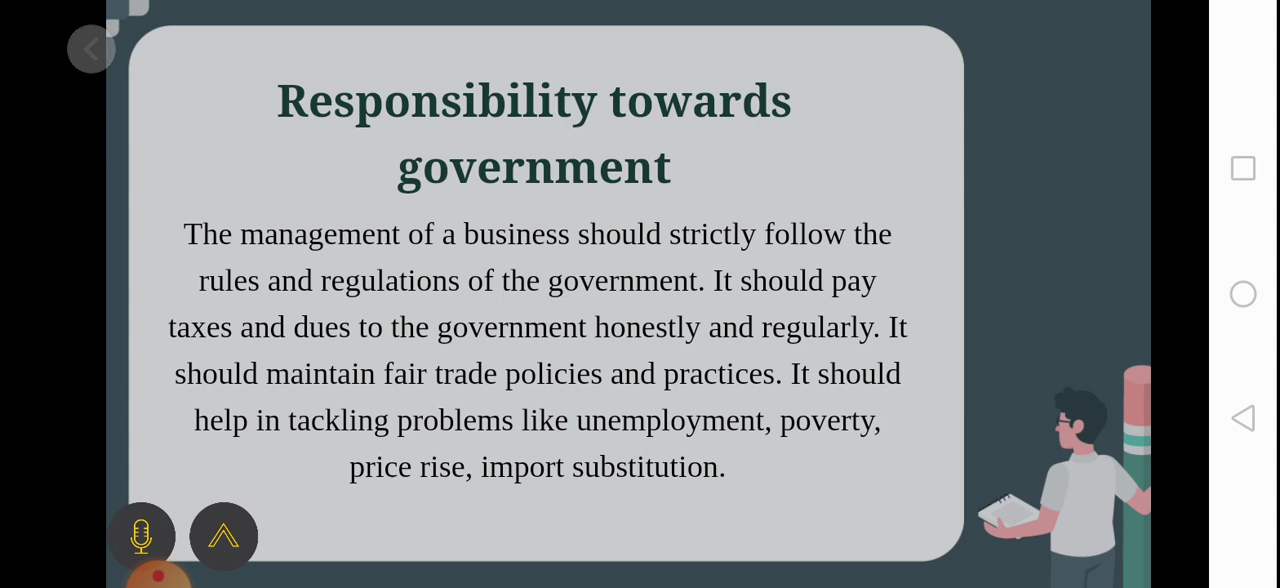 Responsibility towards
government
The management of a business should strictly follow the
rules and regulations of the government. It should pay
taxes and dues to the government honestly and regularly. It
should maintain fair trade policies and practices. It should
help in tackling problems like unemployment, poverty,
price rise, import substitution.